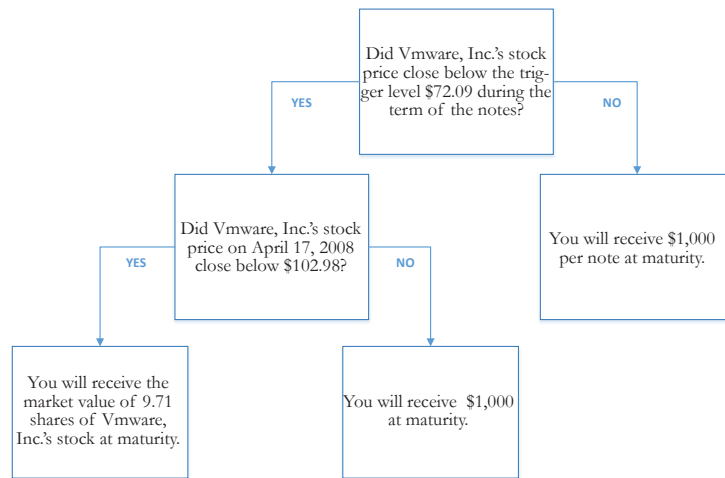 Did Vmware, Inc.'s stock
price close below the trig-
ger level $72.09 during the
term of the notes?
YES
NO
Did Vmware, Inc.'s stock
price on April 17, 2008
close below $102.98?
You will receive $1,000
per note at maturity.
YES
NO
You will receive the
market value of 9.71
shares of Vmware,
Inc.'s stock at maturity.
You will receive $1,000
at maturity.